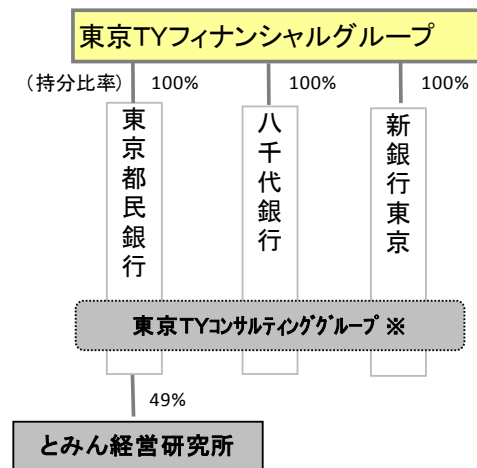 東京TYフィナンシャルグループ
(持分比率) 100% 100% 100%
東京都民銀行
八千代銀行
新銀行東京
東京TYコンサルティンググループ ※
49%
とみん経営研究所